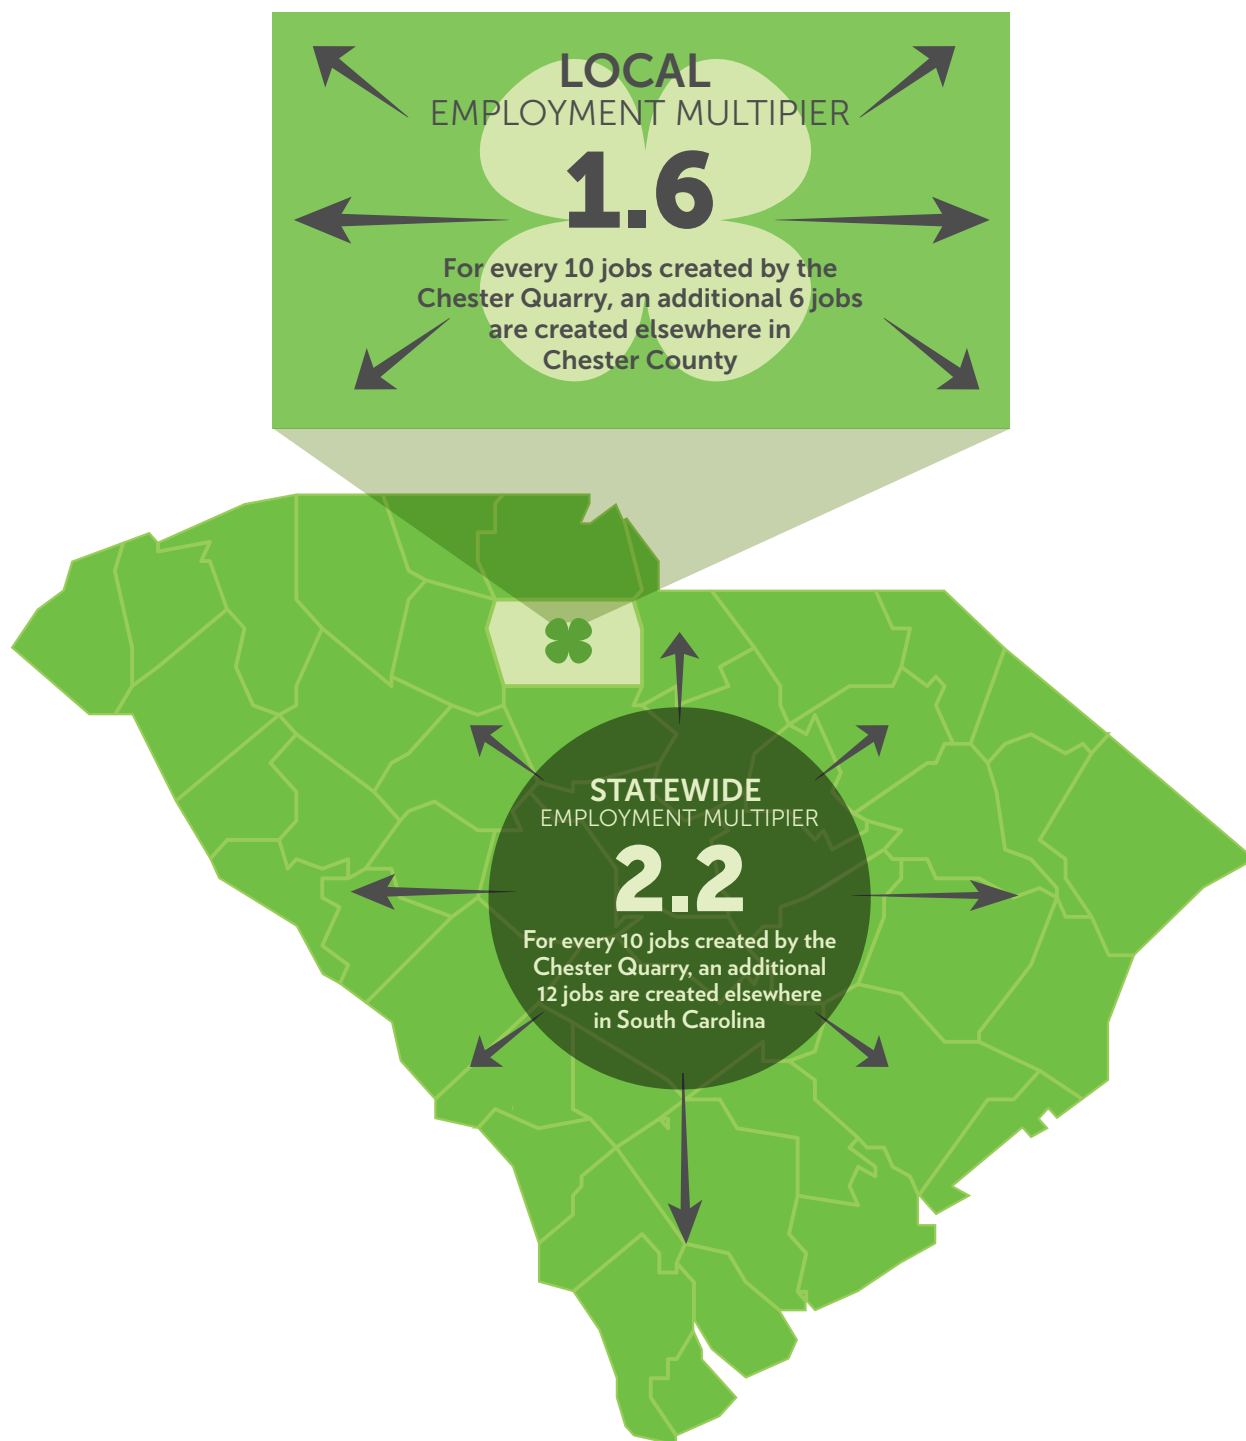 LOCAL
EMPLOYMENT MULTIPIER
1.6
For every 10 jobs created by the
Chester Quarry, an additional 6 jobs
are created elsewhere in
Chester County
STATEWIDE
EMPLOYMENT MULTIPIER
2.2
For every 10 jobs created by the
Chester Quarry, an additional
12 jobs are created elsewhere
in South Carolina